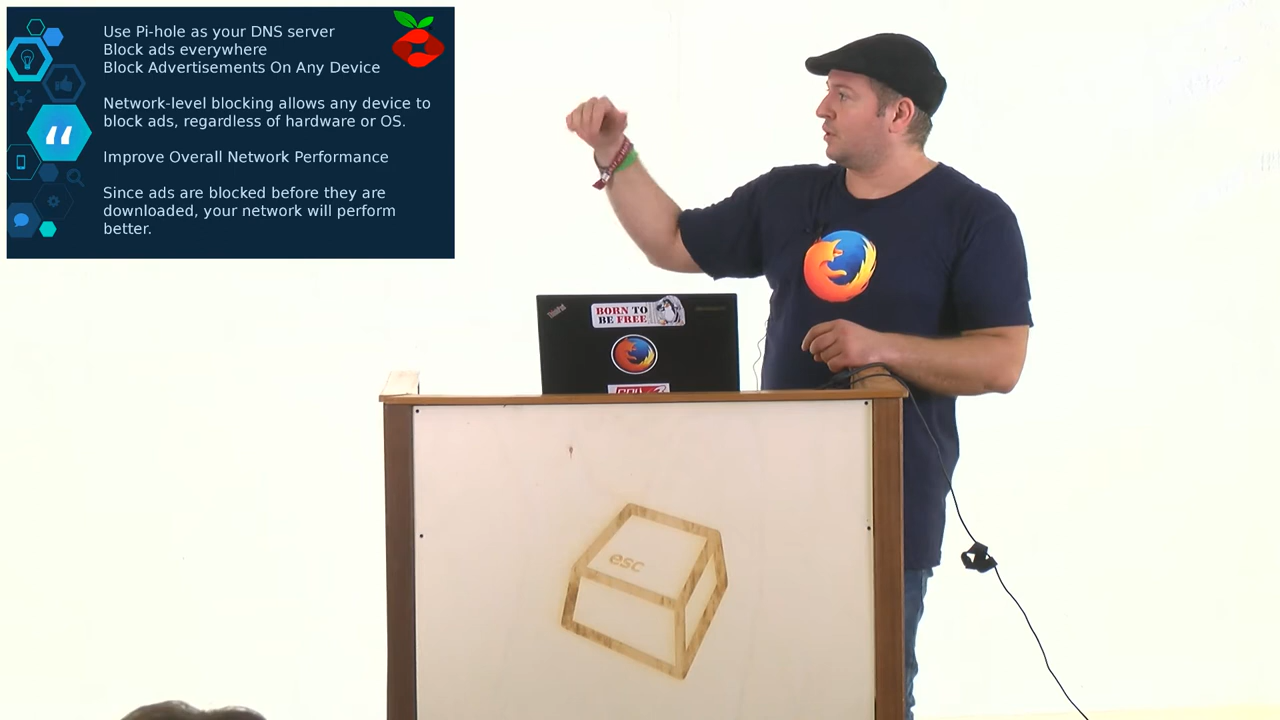 Use Pi-hole as your DNS server
Block ads everywhere
Block Advertisements On Any Device
Network-level blocking allows any device to
block ads, regardless of hardware or OS.
Improve Overall Network Performance
Since ads are blocked before they are
downloaded, your network will perform
better.
ThinkPad
BORN TO
BE FREE
esc